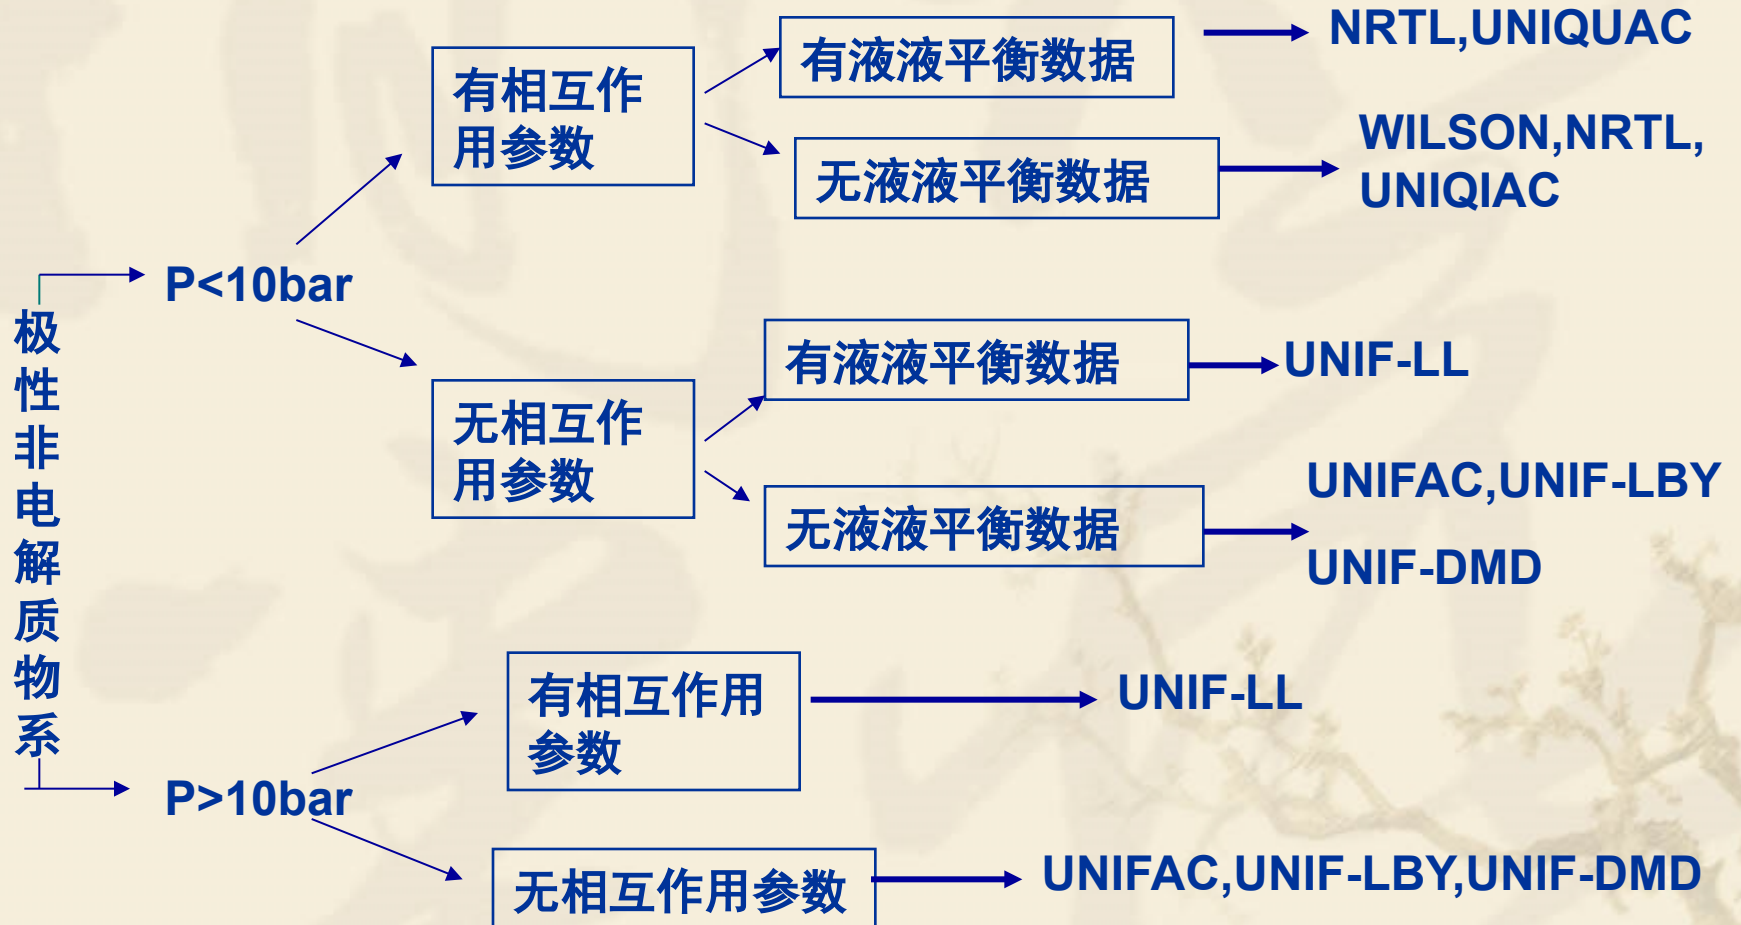 极性非电解质物系
P<10bar
有相互作
用参数
有液液平衡数据
NRTL,UNIQUAC
无液液平衡数据
WILSON,NRTL,
UNIQIAC
无相互作
用参数
有液液平衡数据
UNIF-LL
无液液平衡数据
UNIFAC,UNIF-LBY
UNIF-DMD
P>10bar
有相互作用
参数
UNIF-LL
无相互作用参数
UNIFAC,UNIF-LBY,UNIF-DMD